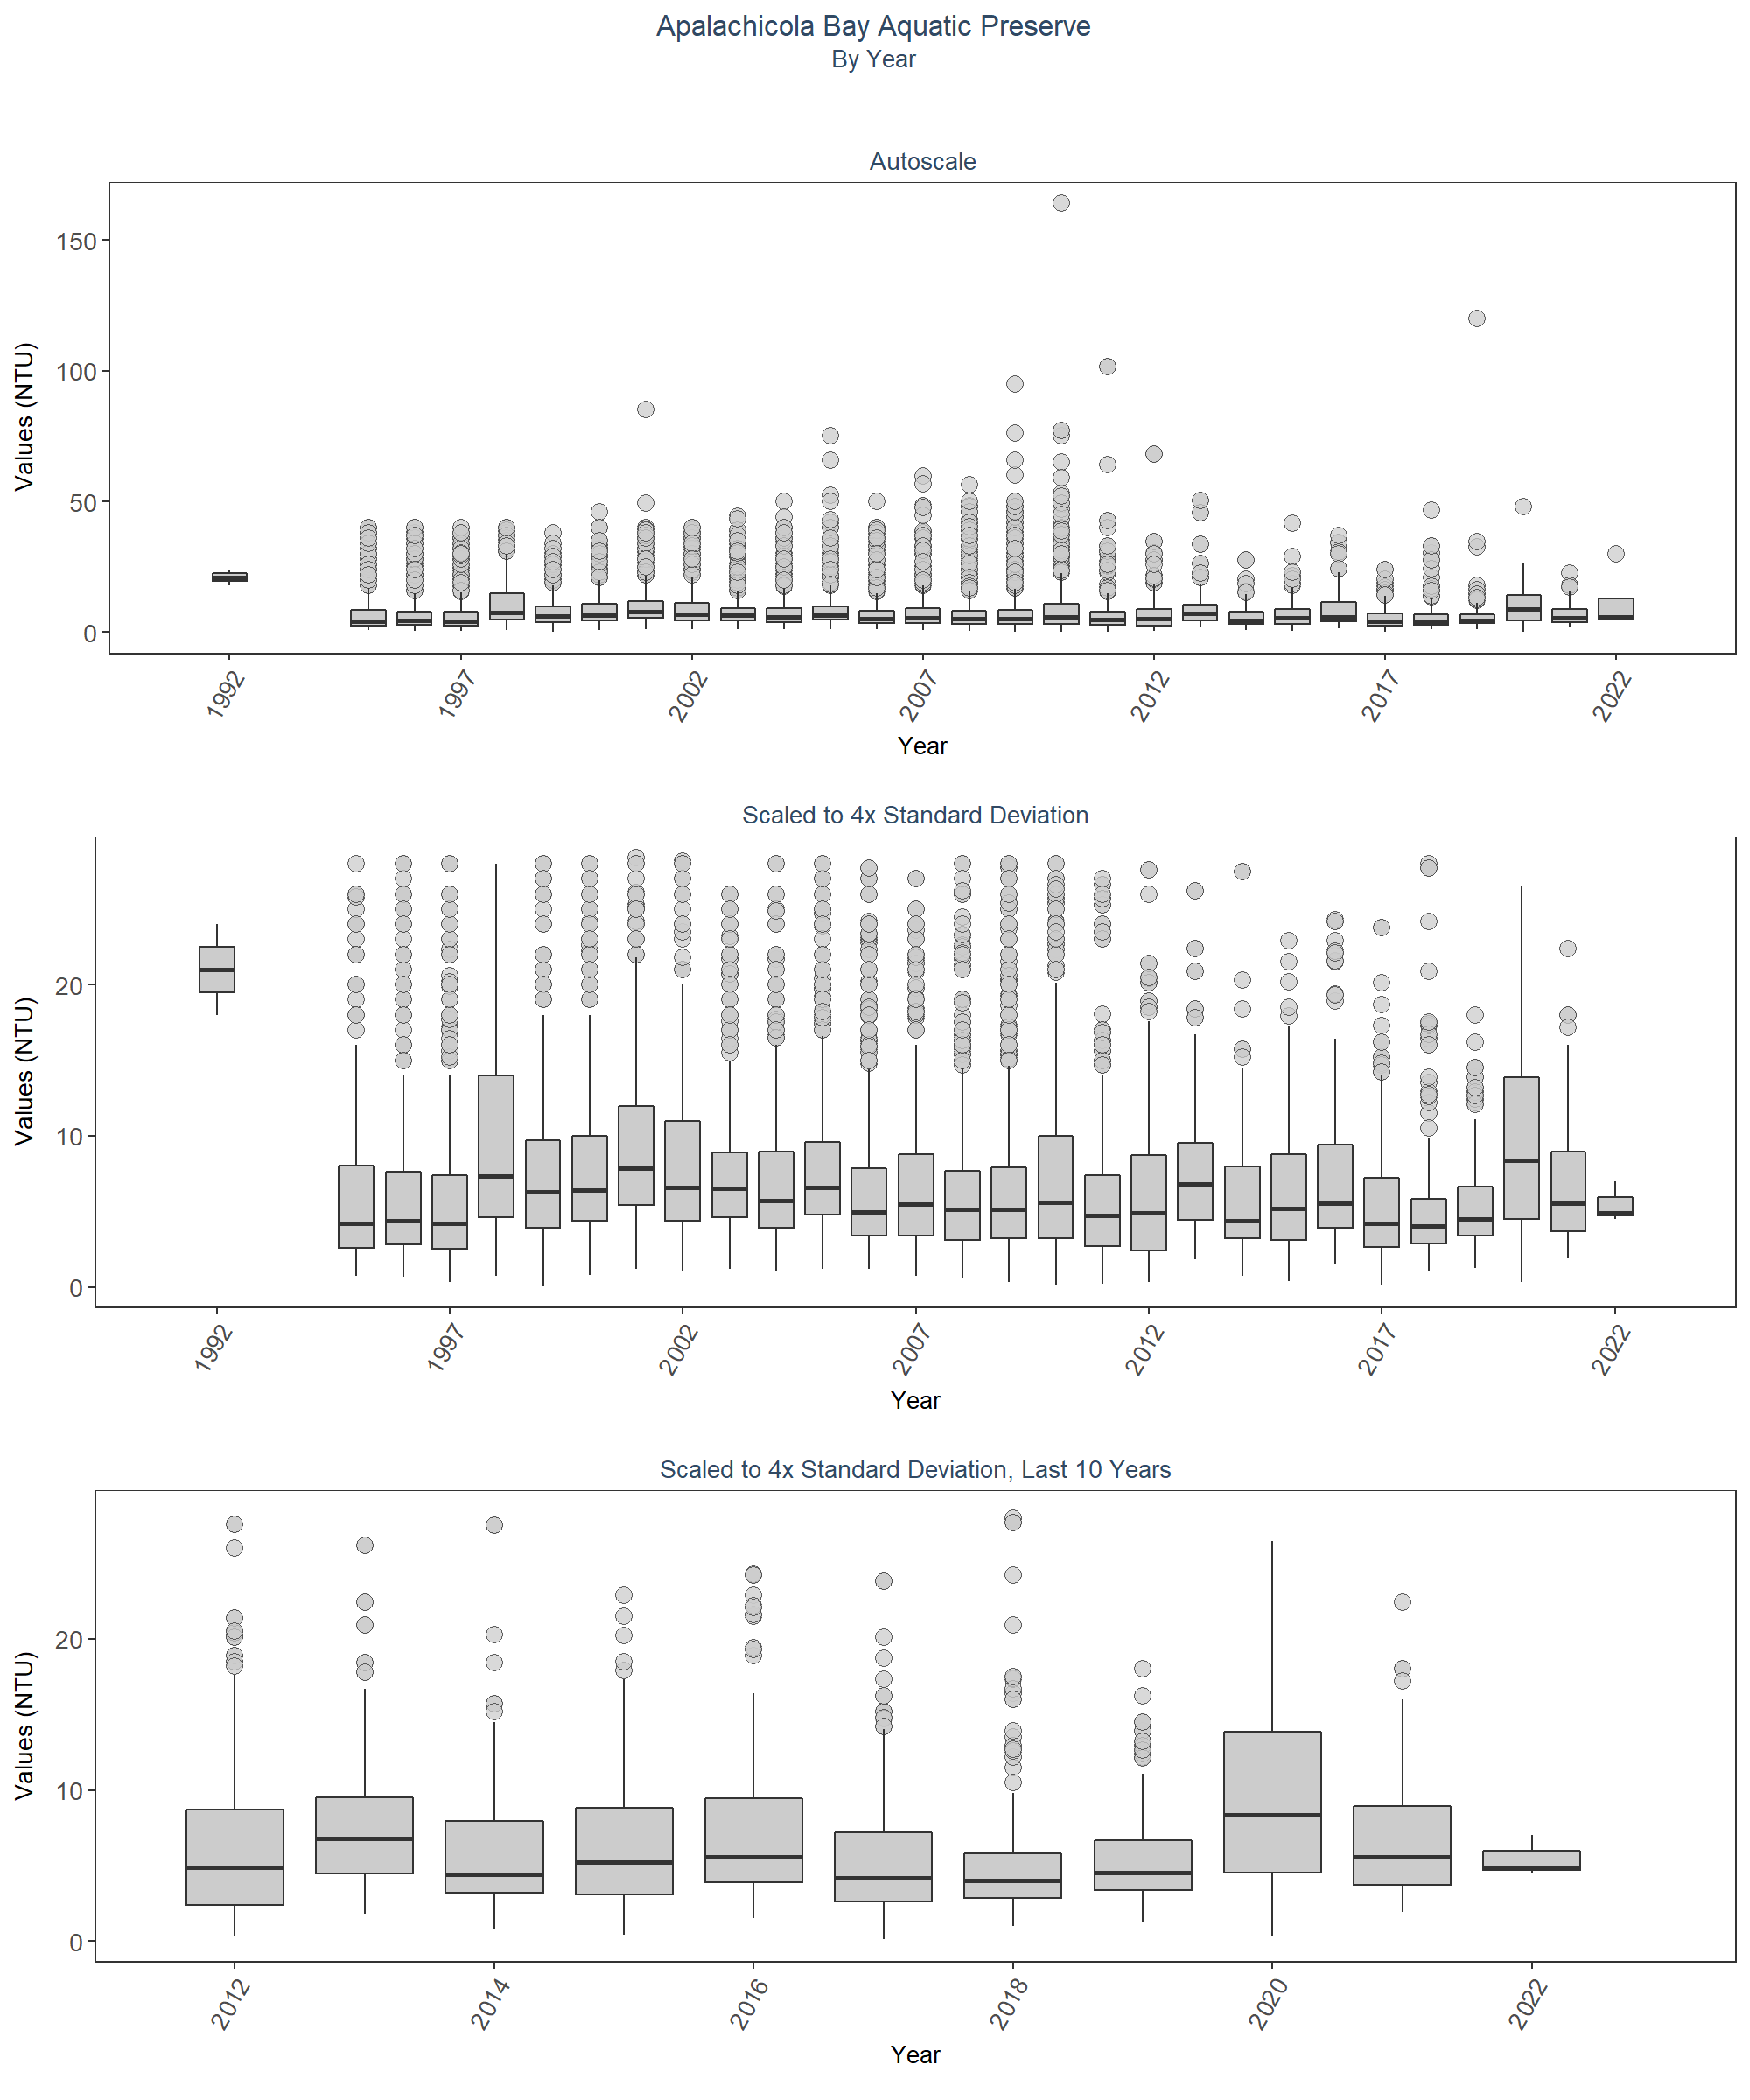 Apalachicola Bay Aquatic Preserve
By Year
Autoscale
Values (NTU)
150
100
50
0
1992
1997
2002
2007
2012
2017
2022
Year
Scaled to 4x Standard Deviation
Values (NTU)
20
10
0
1992
1997
2002
2007
2012
2017
2022
Year
Scaled to 4x Standard Deviation, Last 10 Years
Values (NTU)
20
10
0
2012
2014
2016
2018
2020
2022
Year